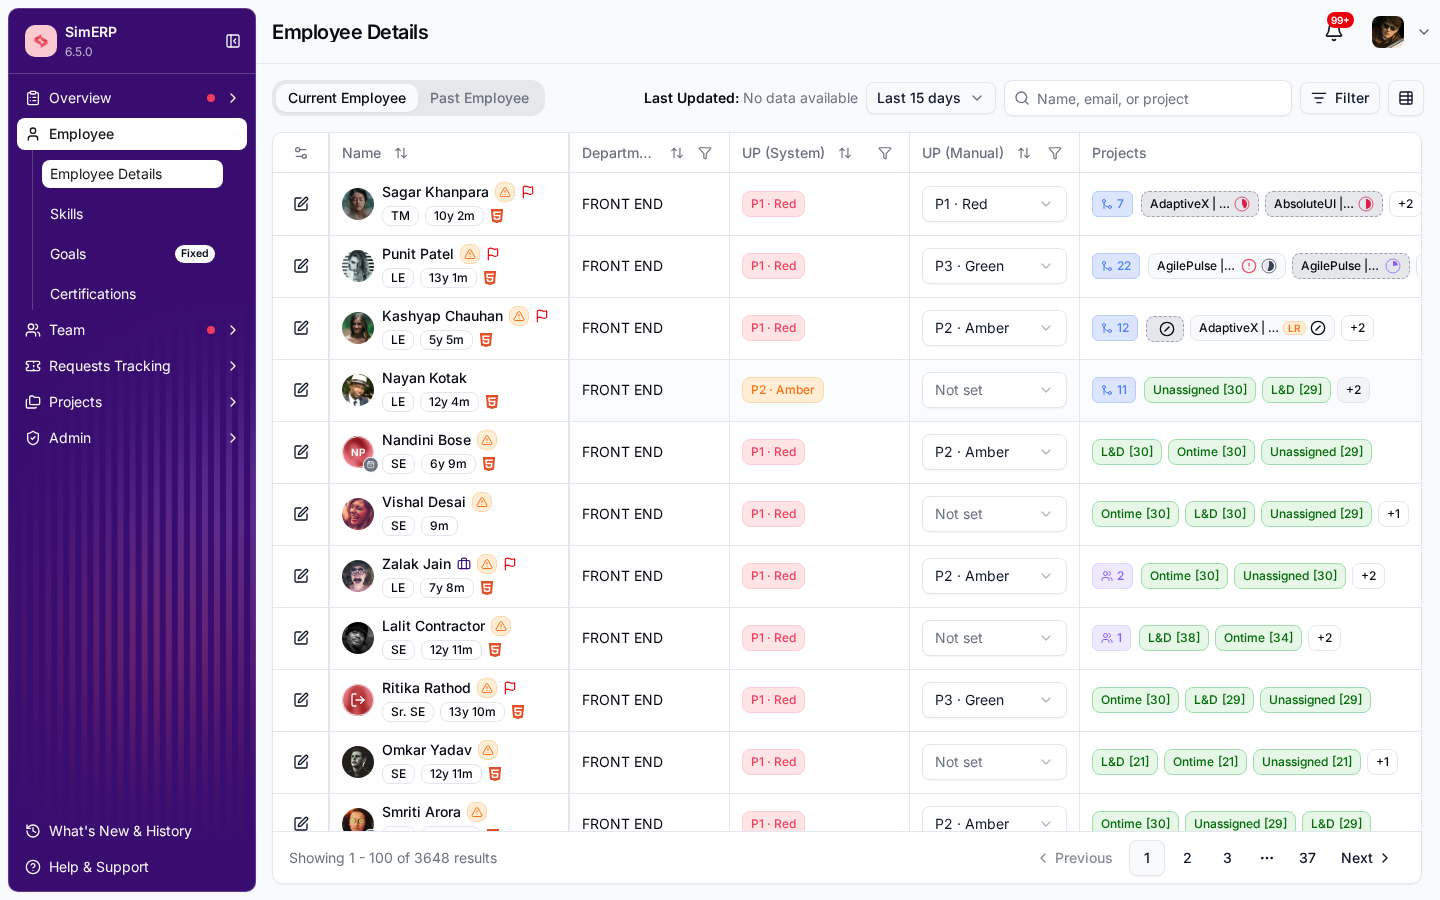 SimERP
6.5.0
Overview
Employee
Employee Details
Skills
Goals
Fixed
Certifications
Team
Requests Tracking
Projects
Admin
What's New & History
Help & Support
Employee Details
99+
Current Employee
Past Employee
Last Updated: No data available
Last 15 days
Name, email, or project
Filter
Name
Departm...
UP (System)
UP (Manual)
Projects
Sagar Khanpara
TM 10y 2m
FRONT END
P1 · Red
P1 · Red
7 AdaptiveX | ... AbsoluteUI |... +2
Punit Patel
LE 13y 1m
FRONT END
P1 · Red
P3 · Green
22 AgilePulse |... AgilePulse |...
Kashyap Chauhan
LE 5y 5m
FRONT END
P1 · Red
P2 · Amber
12 AdaptiveX | ... LR +2
Nayan Kotak
LE 12y 4m
FRONT END
P2 · Amber
Not set
11 Unassigned [30] L&D [29] +2
NP
Nandini Bose
SE 6y 9m
FRONT END
P1 · Red
P2 · Amber
L&D [30] Ontime [30] Unassigned [29]
Vishal Desai
SE 9m
FRONT END
P1 · Red
Not set
Ontime [30] L&D [30] Unassigned [29] +1
Zalak Jain
LE 7y 8m
FRONT END
P1 · Red
P2 · Amber
2 Ontime [30] Unassigned [30] +2
Lalit Contractor
SE 12y 11m
FRONT END
P1 · Red
Not set
1 L&D [38] Ontime [34] +2
Ritika Rathod
Sr. SE 13y 10m
FRONT END
P1 · Red
P3 · Green
Ontime [30] L&D [29] Unassigned [29]
Omkar Yadav
SE 12y 11m
FRONT END
P1 · Red
Not set
L&D [21] Ontime [21] Unassigned [21] +1
Smriti Arora
FRONT END
P1 · Red
P2 · Amber
Ontime [30] Unassigned [29] L&D [29]
Showing 1 - 100 of 3648 results
Previous
1
2
3
...
37
Next